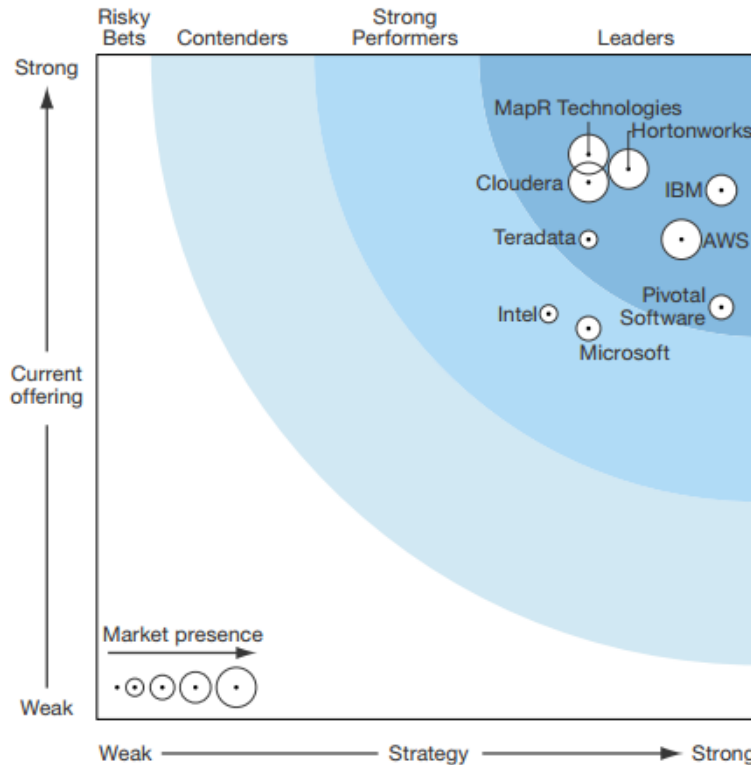 Risky
Bets
Contenders
Strong
Performers
Leaders
Strong
MapR Technologies
Hortonworks
Cloudera
IBM
Teradata
AWS
Pivotal
Software
Intel
Microsoft
Current
offering
Market presence
Weak
Weak
Strategy
Strong